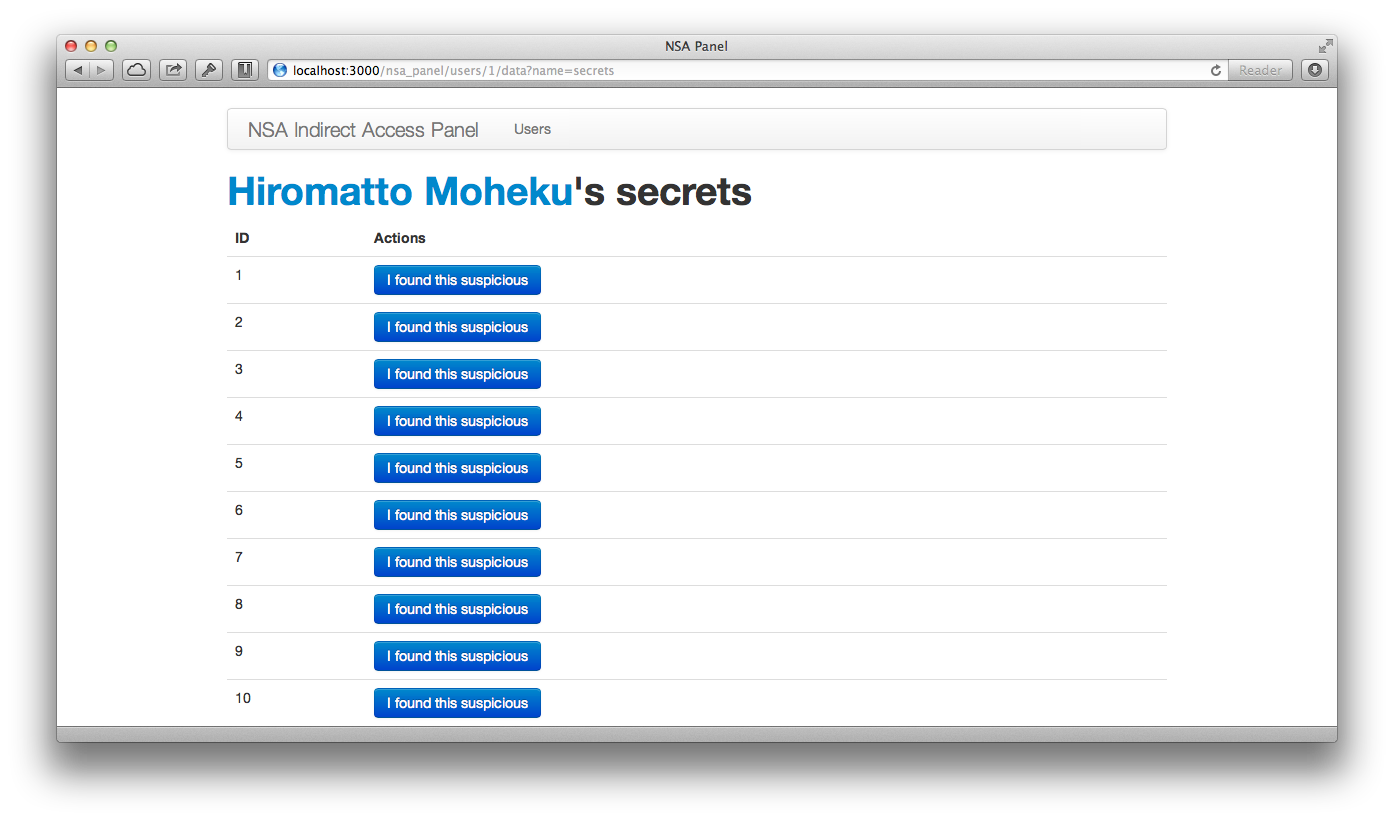 NSA Panel
localhost:3000/nsa_panel/users/1/data?name=secrets
Reader
NSA Indirect Access Panel Users
Hiromatto Moheku's secrets
ID Actions
1 I found this suspicious
2 I found this suspicious
3 I found this suspicious
4 I found this suspicious
5 I found this suspicious
6 I found this suspicious
7 I found this suspicious
8 I found this suspicious
9 I found this suspicious
10 I found this suspicious